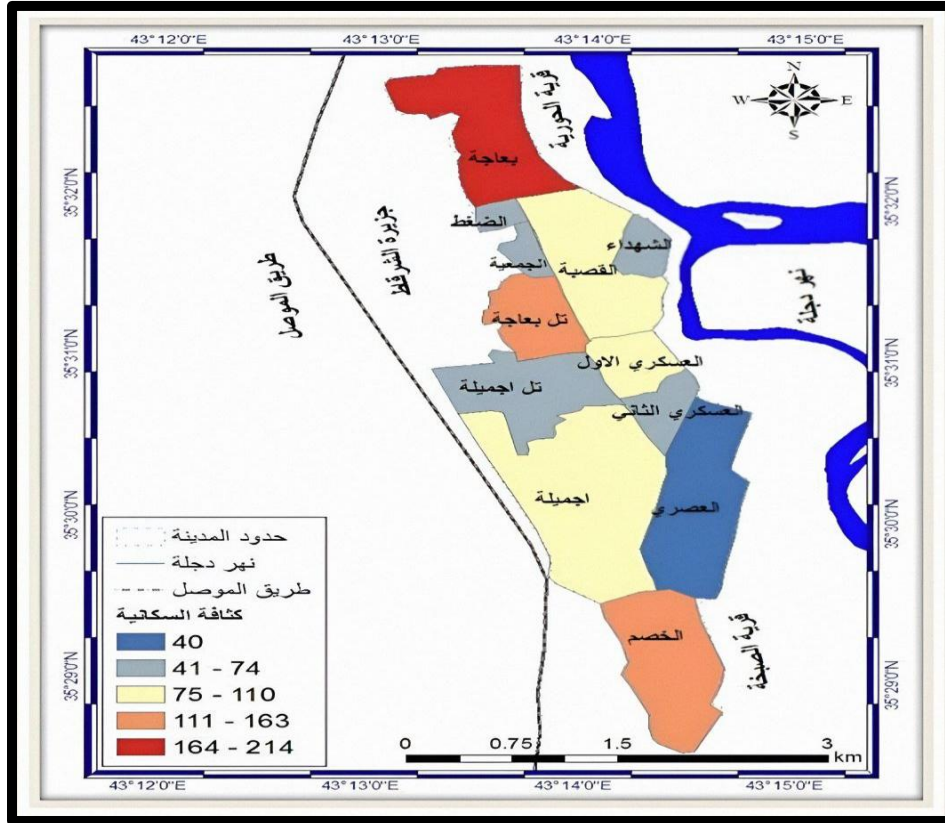 43°12'0"E 43°13'0"E 43°14'0"E 43°15'0"E
N
W E
S
قرية الحورية
بعاجة
35°32'0"N 35°32'0"N
جزيرة الشرقاط
الضغط
الشهداء
الجمعية
القصبة
طريق الموصل
نهر دجلة
تل بعاجة
35°31'0"N 35°31'0"N
العسكري الاول
تل اجميلة
العسكري الثاني
اجميلة
العصري
35°30'0"N 35°30'0"N
حدود المدينة
نهر دجلة
طريق الموصل
كثافة السكانية
40
41 - 74
75 - 110
111 - 163
164 - 214
الخصم
قرية الصبخة
35°29'0"N 35°29'0"N
0 0.75 1.5 3
km
43°12'0"E 43°13'0"E 43°14'0"E 43°15'0"E